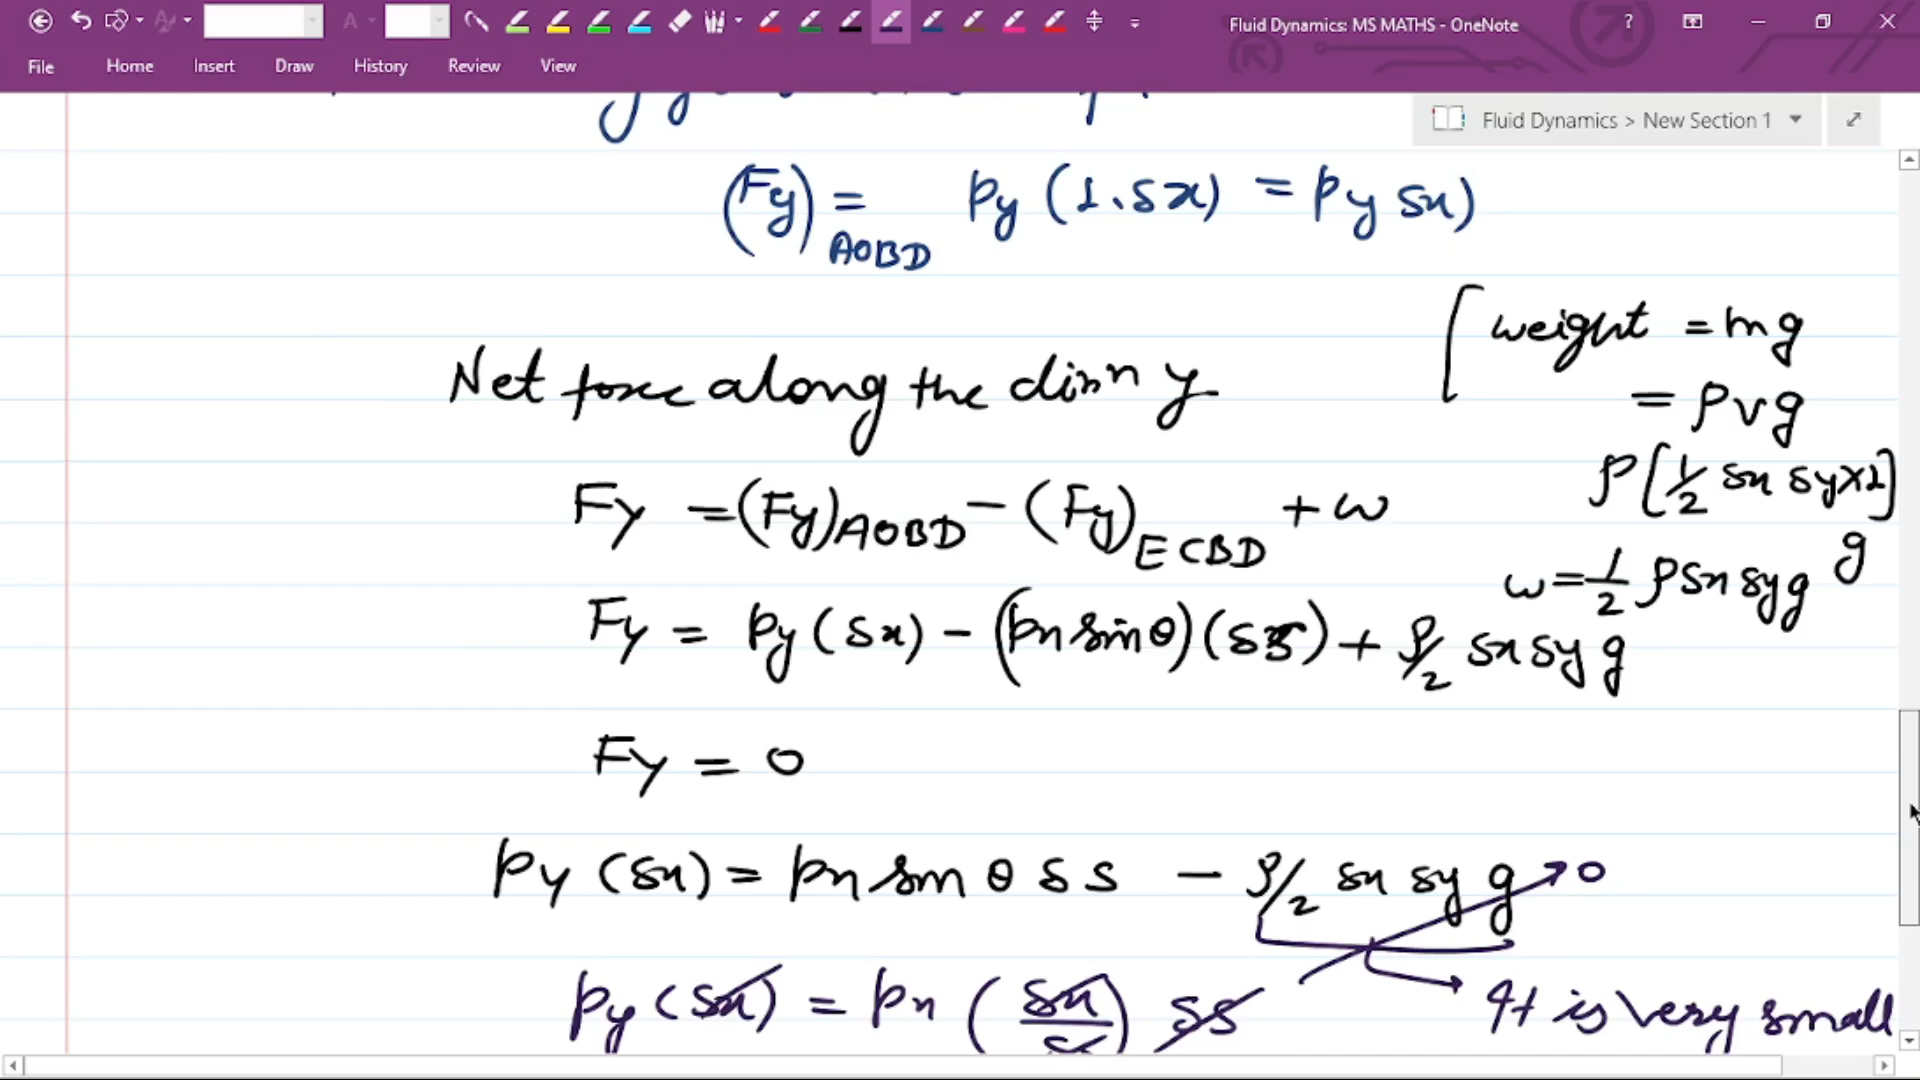 Fluid Dynamics: MS MATHS - OneNote
File Home Insert Draw History Review View
Fluid Dynamics > New Section 1
(Fy)AOBD = py (1.δx) = py δx)
weight = mg
= ρvg
Net force along the dirn y
ρ[1/2 δx δy×1] g
Fy = (Fy)AOBD - (Fy)ECBD + w
w = 1/2 ρδx δy g
Fy = py (δx) - (pn sin θ) (δs) + ρ/2 δx δy g
Fy = 0
py (δx) = pn sin θ δs - ρ/2 δx δy g → 0
py (δx) = pn (δx/δs) δs
It is very small